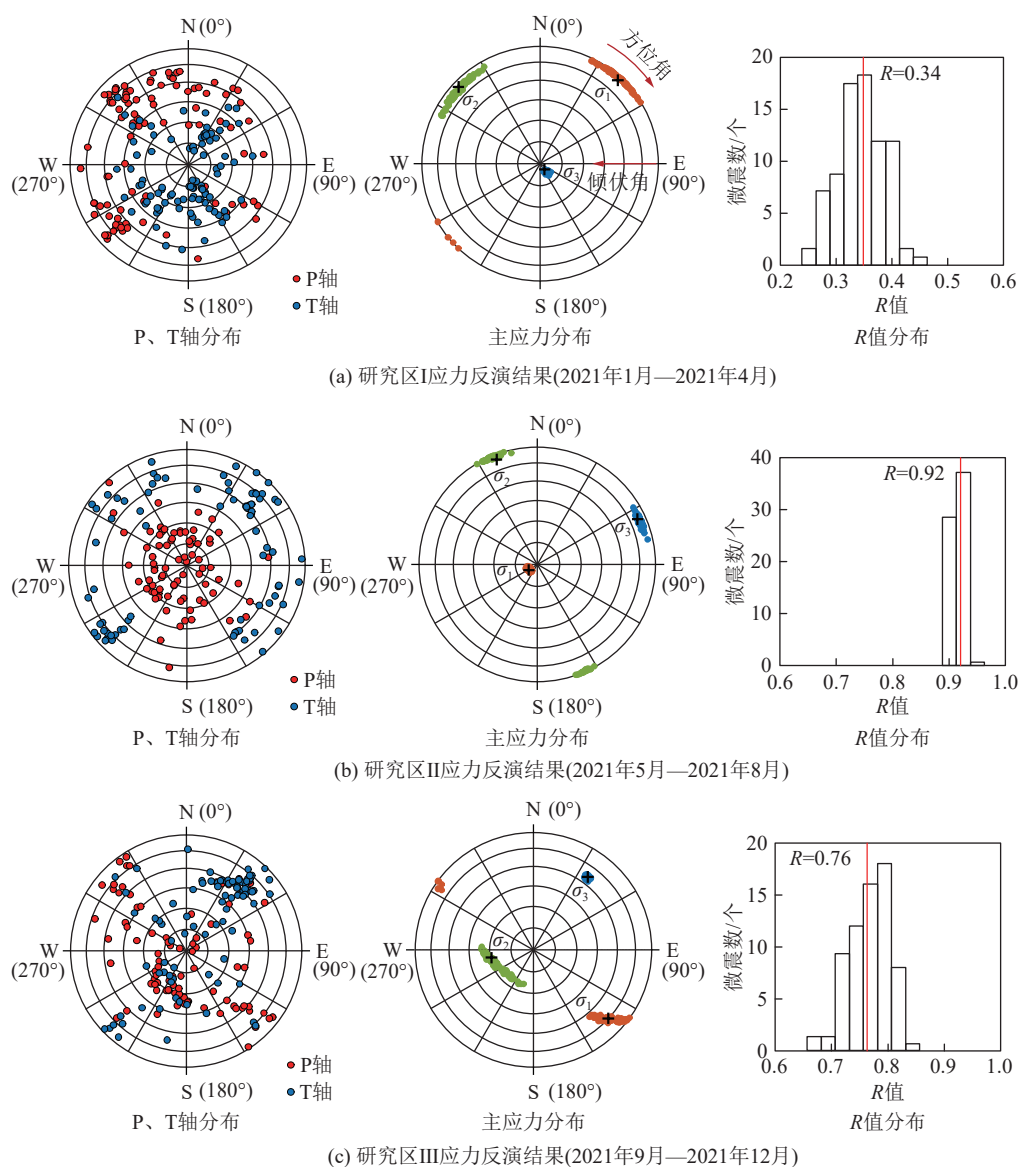 N (0°)
W
(270°)
E
(90°)
S (180°)
P轴
T轴
P、T轴分布
N (0°)
方位角
σ1
σ2
σ3
倾伏角
W
(270°)
E
(90°)
S (180°)
主应力分布
R=0.34
微震数/个
20
15
10
5
0
0.2 0.3 0.4 0.5 0.6
R值
R值分布
(a) 研究区I应力反演结果(2021年1月—2021年4月)
N (0°)
W
(270°)
E
(90°)
S (180°)
P轴
T轴
P、T轴分布
N (0°)
σ2
σ3
σ1
W
(270°)
E
(90°)
S (180°)
主应力分布
R=0.92
微震数/个
40
30
20
10
0
0.6 0.7 0.8 0.9 1.0
R值
R值分布
(b) 研究区II应力反演结果(2021年5月—2021年8月)
N (0°)
W
(270°)
E
(90°)
S (180°)
P轴
T轴
P、T轴分布
N (0°)
σ3
σ2
σ1
W
(270°)
E
(90°)
S (180°)
主应力分布
R=0.76
微震数/个
20
15
10
5
0
0.6 0.7 0.8 0.9 1.0
R值
R值分布
(c) 研究区III应力反演结果(2021年9月—2021年12月)